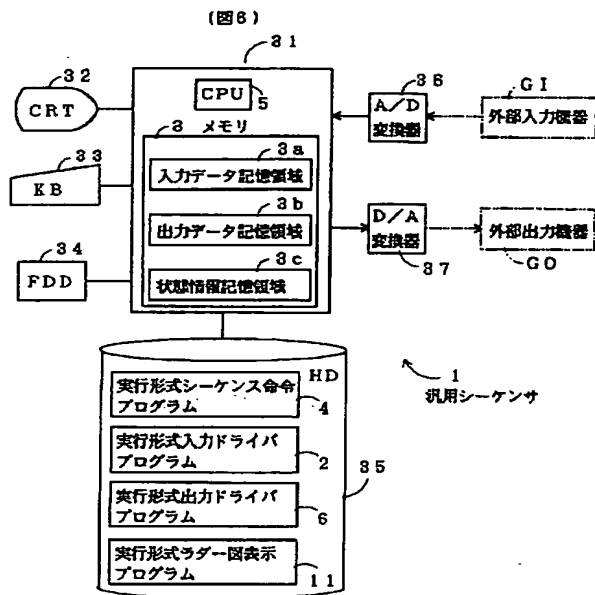 (図6)
31
32
CRT
CPU
5
36
A/D
変換器
GI
外部入力機器
3 メモリ
33
KB
3a
入力データ記憶領域
3b
出力データ記憶領域
D/A
変換器
37
外部出力機器
GO
34
FDD
3c
状態情報記憶領域
HD
実行形式シーケンス命令
プログラム
4
1
汎用シーケンサ
実行形式入力ドライバ
プログラム
2
35
実行形式出力ドライバ
プログラム
6
実行形式ラダー図表示
プログラム
11